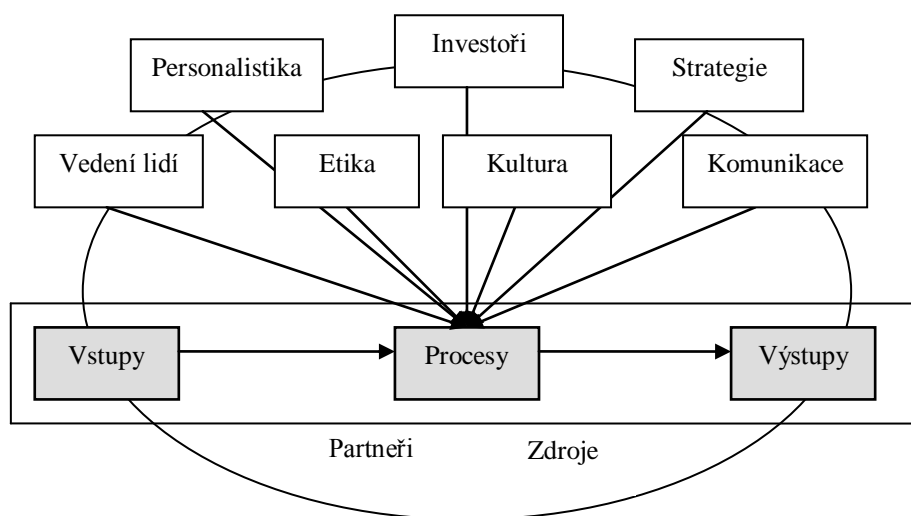 Investoři
Personalistika
Strategie
Vedení lidí
Etika
Kultura
Komunikace
Vstupy
Procesy
Výstupy
Partneři
Zdroje